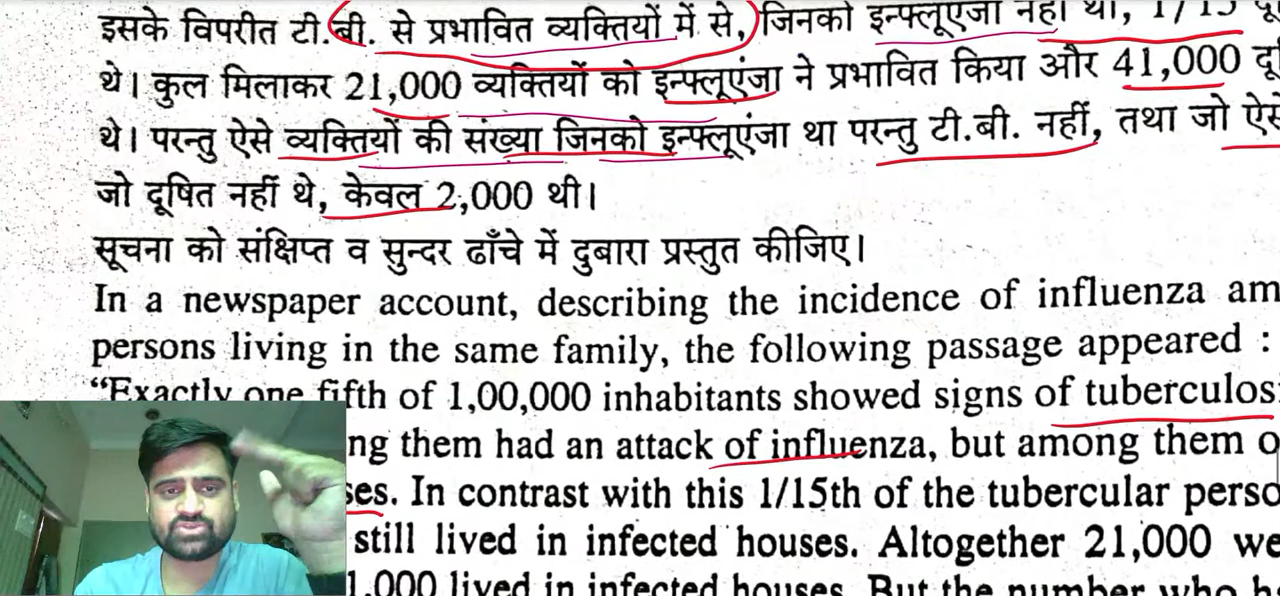 इसके विपरीत टी.बी. से प्रभावित व्यक्तियों में से, जिनको इन्फ्लूएंजा नहीं था, 1/15
थे। कुल मिलाकर 21,000 व्यक्तियों को इन्फ्लूएंजा ने प्रभावित किया और 41,000
थे। परन्तु ऐसे व्यक्तियों की संख्या जिनको इन्फ्लूएंजा था परन्तु टी.बी. नहीं, तथा जो ऐसे
जो दूषित नहीं थे, केवल 2,000 थी।
सूचना को संक्षिप्त व सुन्दर ढाँचे में दुबारा प्रस्तुत कीजिए।
In a newspaper account, describing the incidence of influenza am
persons living in the same family, the following passage appeared :
“Exactly one fifth of 1,00,000 inhabitants showed signs of tuberculos
ng them had an attack of influenza, but among them o
ses. In contrast with this 1/15th of the tubercular perso
still lived in infected houses. Altogether 21,000 we
1,000 lived in infected houses. But the number who h